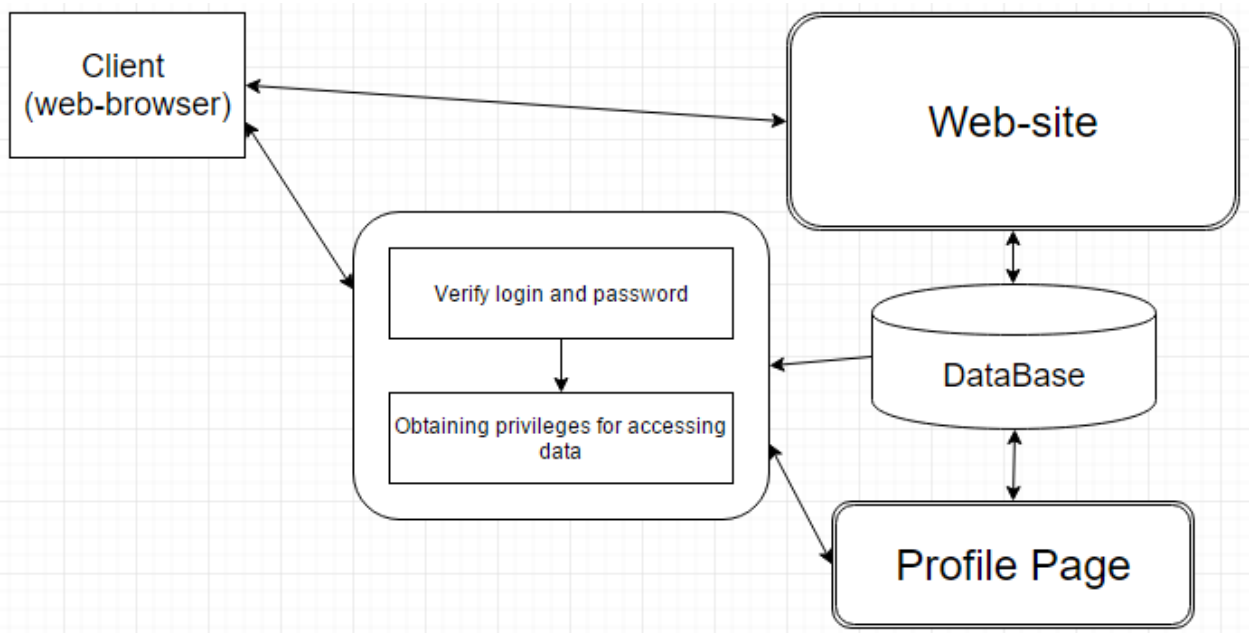 Client
(web-browser)
Web-site
Verify login and password
Obtaining privileges for accessing
data
DataBase
Profile Page